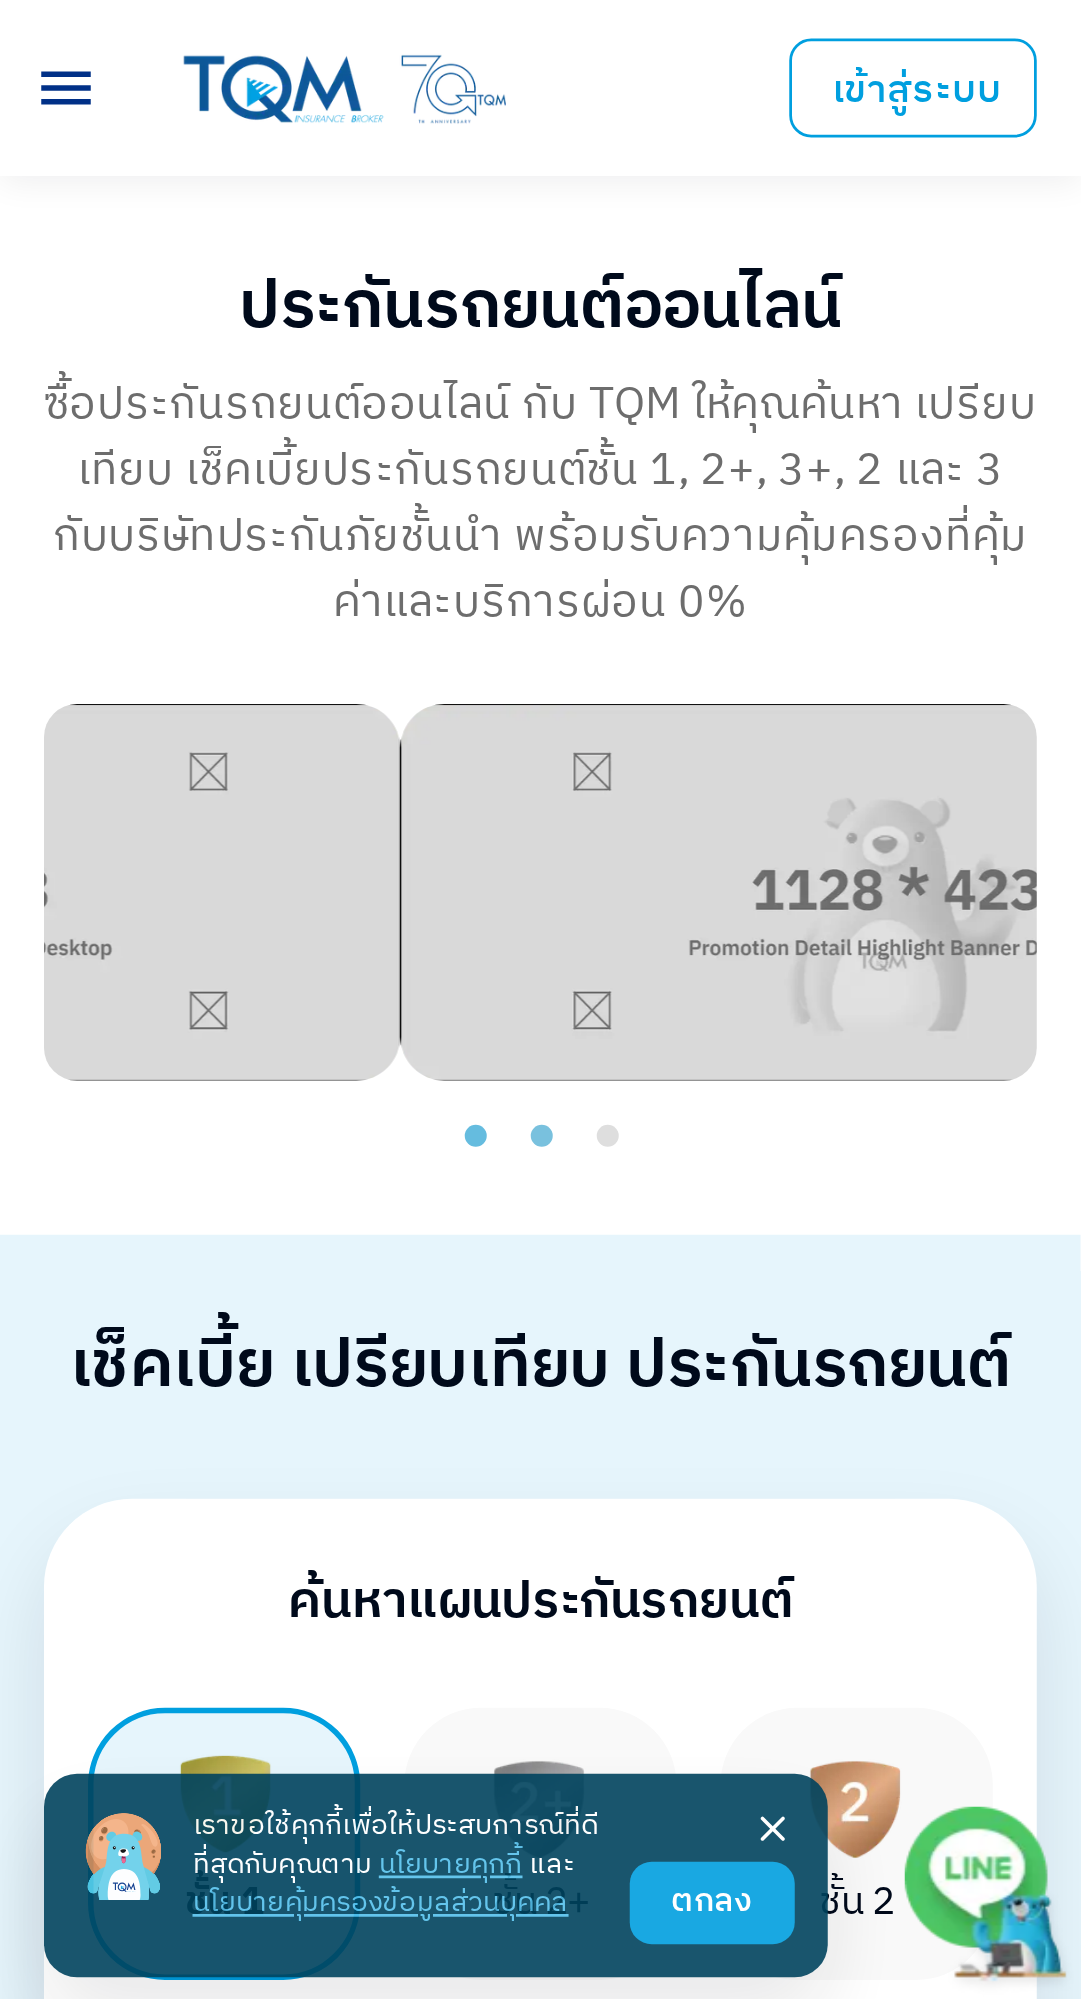 TQM
INSURANCE BROKER
TQM
TH ANNIVERSARY
เข้าสู่ระบบ
ประกันรถยนต์ออนไลน์
ซื้อประกันรถยนต์ออนไลน์ กับ TQM ให้คุณค้นหา เปรียบ
เทียบ เช็คเบี้ยประกันรถยนต์ชั้น 1, 2+, 3+, 2 และ 3
กับบริษัทประกันภัยชั้นนำ พร้อมรับความคุ้มครองที่คุ้ม
ค่าและบริการผ่อน 0%
1128 * 423
esktop
Promotion Detail Highlight Banner D
TQM
เช็คเบี้ย เปรียบเทียบ ประกันรถยนต์
ค้นหาแผนประกันรถยนต์
1
2+
2
เราขอใช้คุกกี้เพื่อให้ประสบการณ์ที่ดี
ที่สุดกับคุณตาม นโยบายคุกกี้ และ
นโยบายคุ้มครองข้อมูลส่วนบุคคล
TQM
ตกลง
ชั้น 1
ชั้น 2+
ชั้น 2
LINE